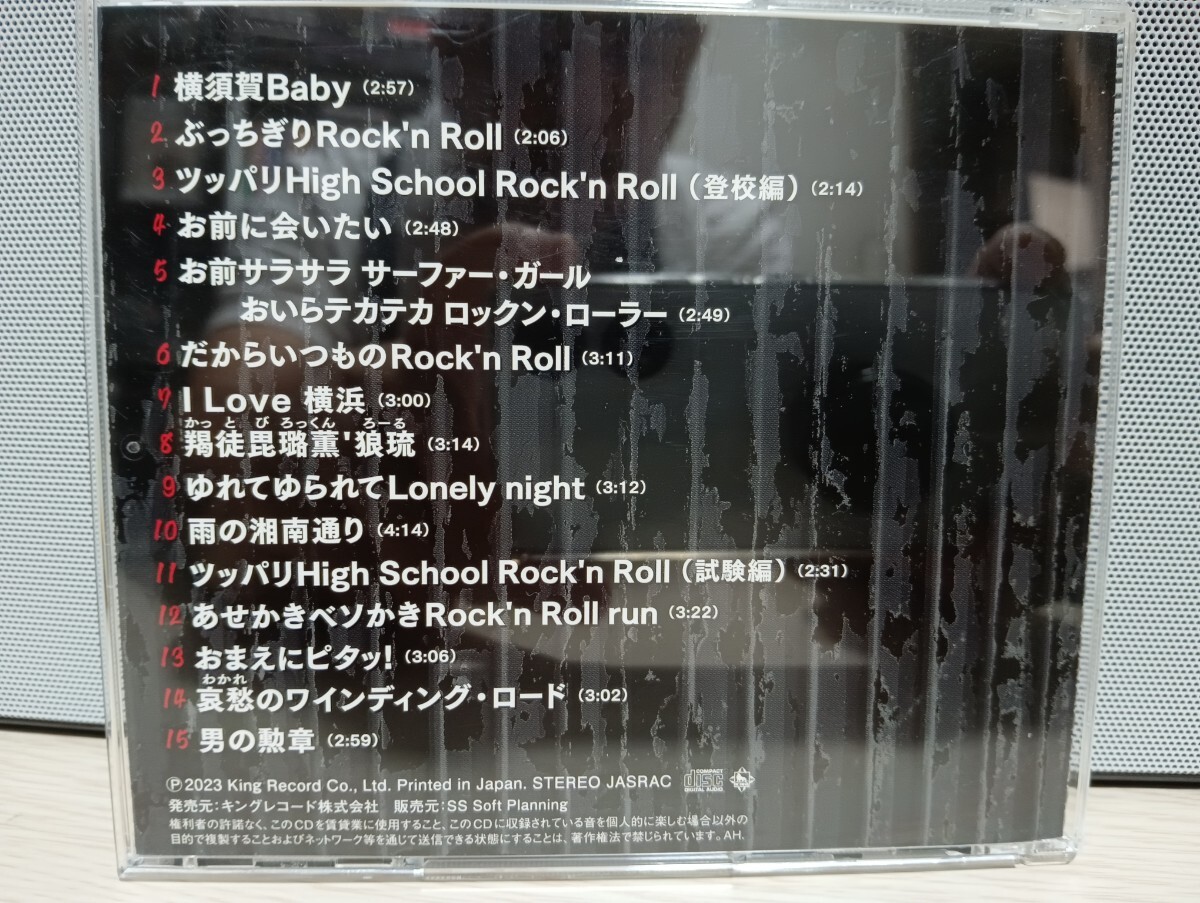 1 横須賀Baby (2:57)
2 ぶっちぎりRock'n Roll (2:06)
3 ツッパリHigh School Rock'n Roll (登校編) (2:14)
4 お前に会いたい (2:48)
5 お前サラサラ サーファー・ガール
おいらテカテカ ロックン・ローラー (2:49)
6 だからいつものRock'n Roll (3:11)
7 I Love 横浜 (3:00)
かっ と び ろっくん ろーる
8 羯徒毘璐薫'狼琉 (3:14)
9 ゆれてゆられてLonely night (3:12)
10 雨の湘南通り (4:14)
11 ツッパリHigh School Rock'n Roll (試験編) (2:31)
12 あせかきベソかきRock'n Roll run (3:22)
13 おまえにピタッ! (3:06)
わかれ
14 哀愁のワインディング・ロード (3:02)
15 男の勲章 (2:59)
Ⓟ2023 King Record Co., Ltd. Printed in Japan. STEREO JASRAC COMPACT disc DIGITAL AUDIO
発売元:キングレコード株式会社 販売元:SS Soft Planning
権利者の許諾なく、このCDを賃貸業に使用すること、このCDに収録されている音を個人的に楽しむ場合以外の
目的で複製することおよびネットワーク等を通じて送信できる状態にすることは、著作権法で禁じられています。AH.